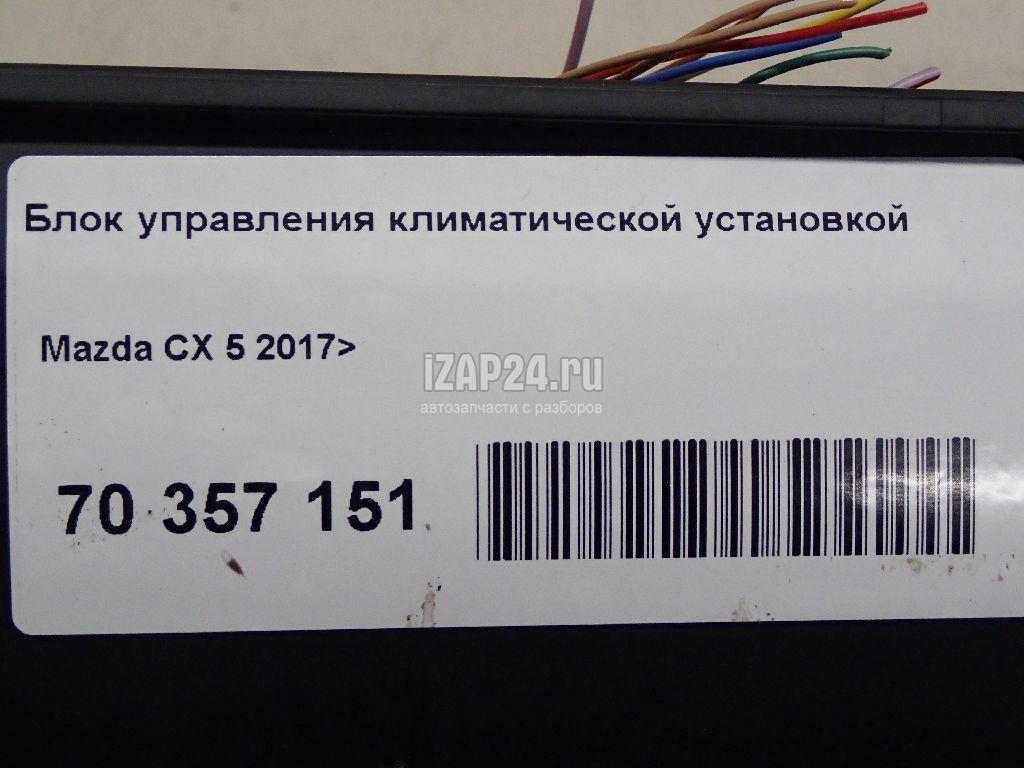 Блок управления климатической установкой
Mazda CX 5 2017>
iZAP24.ru
автозапчасти с разборов
70 357 151